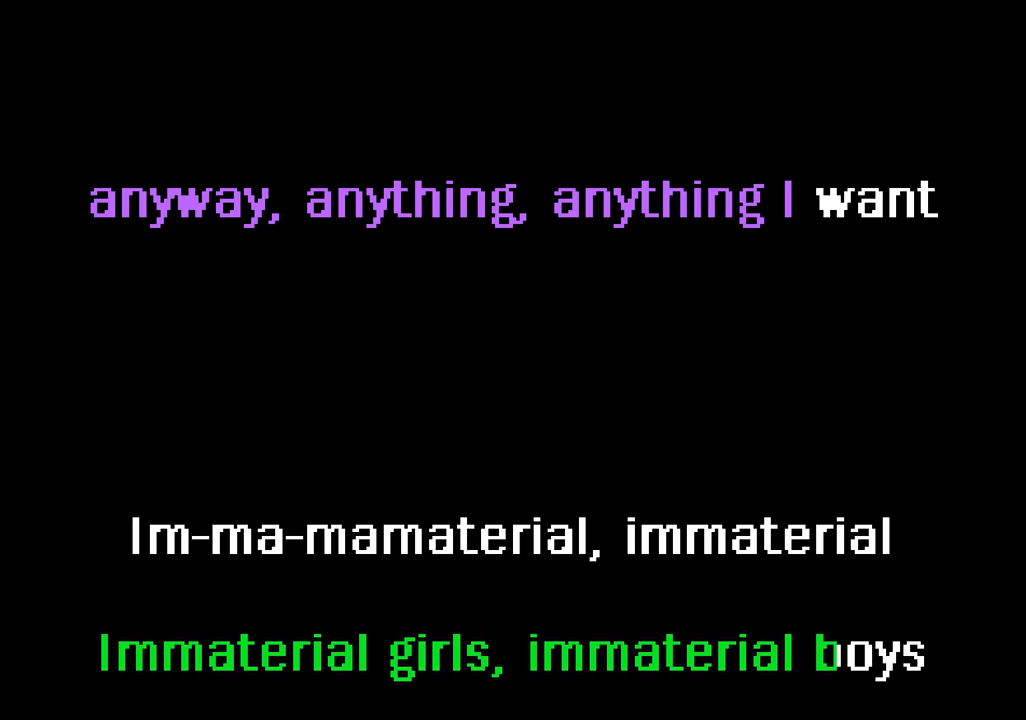 anyway, anything, anything I want
Im-ma-mamaterial, immaterial
Immaterial girls, immaterial boys